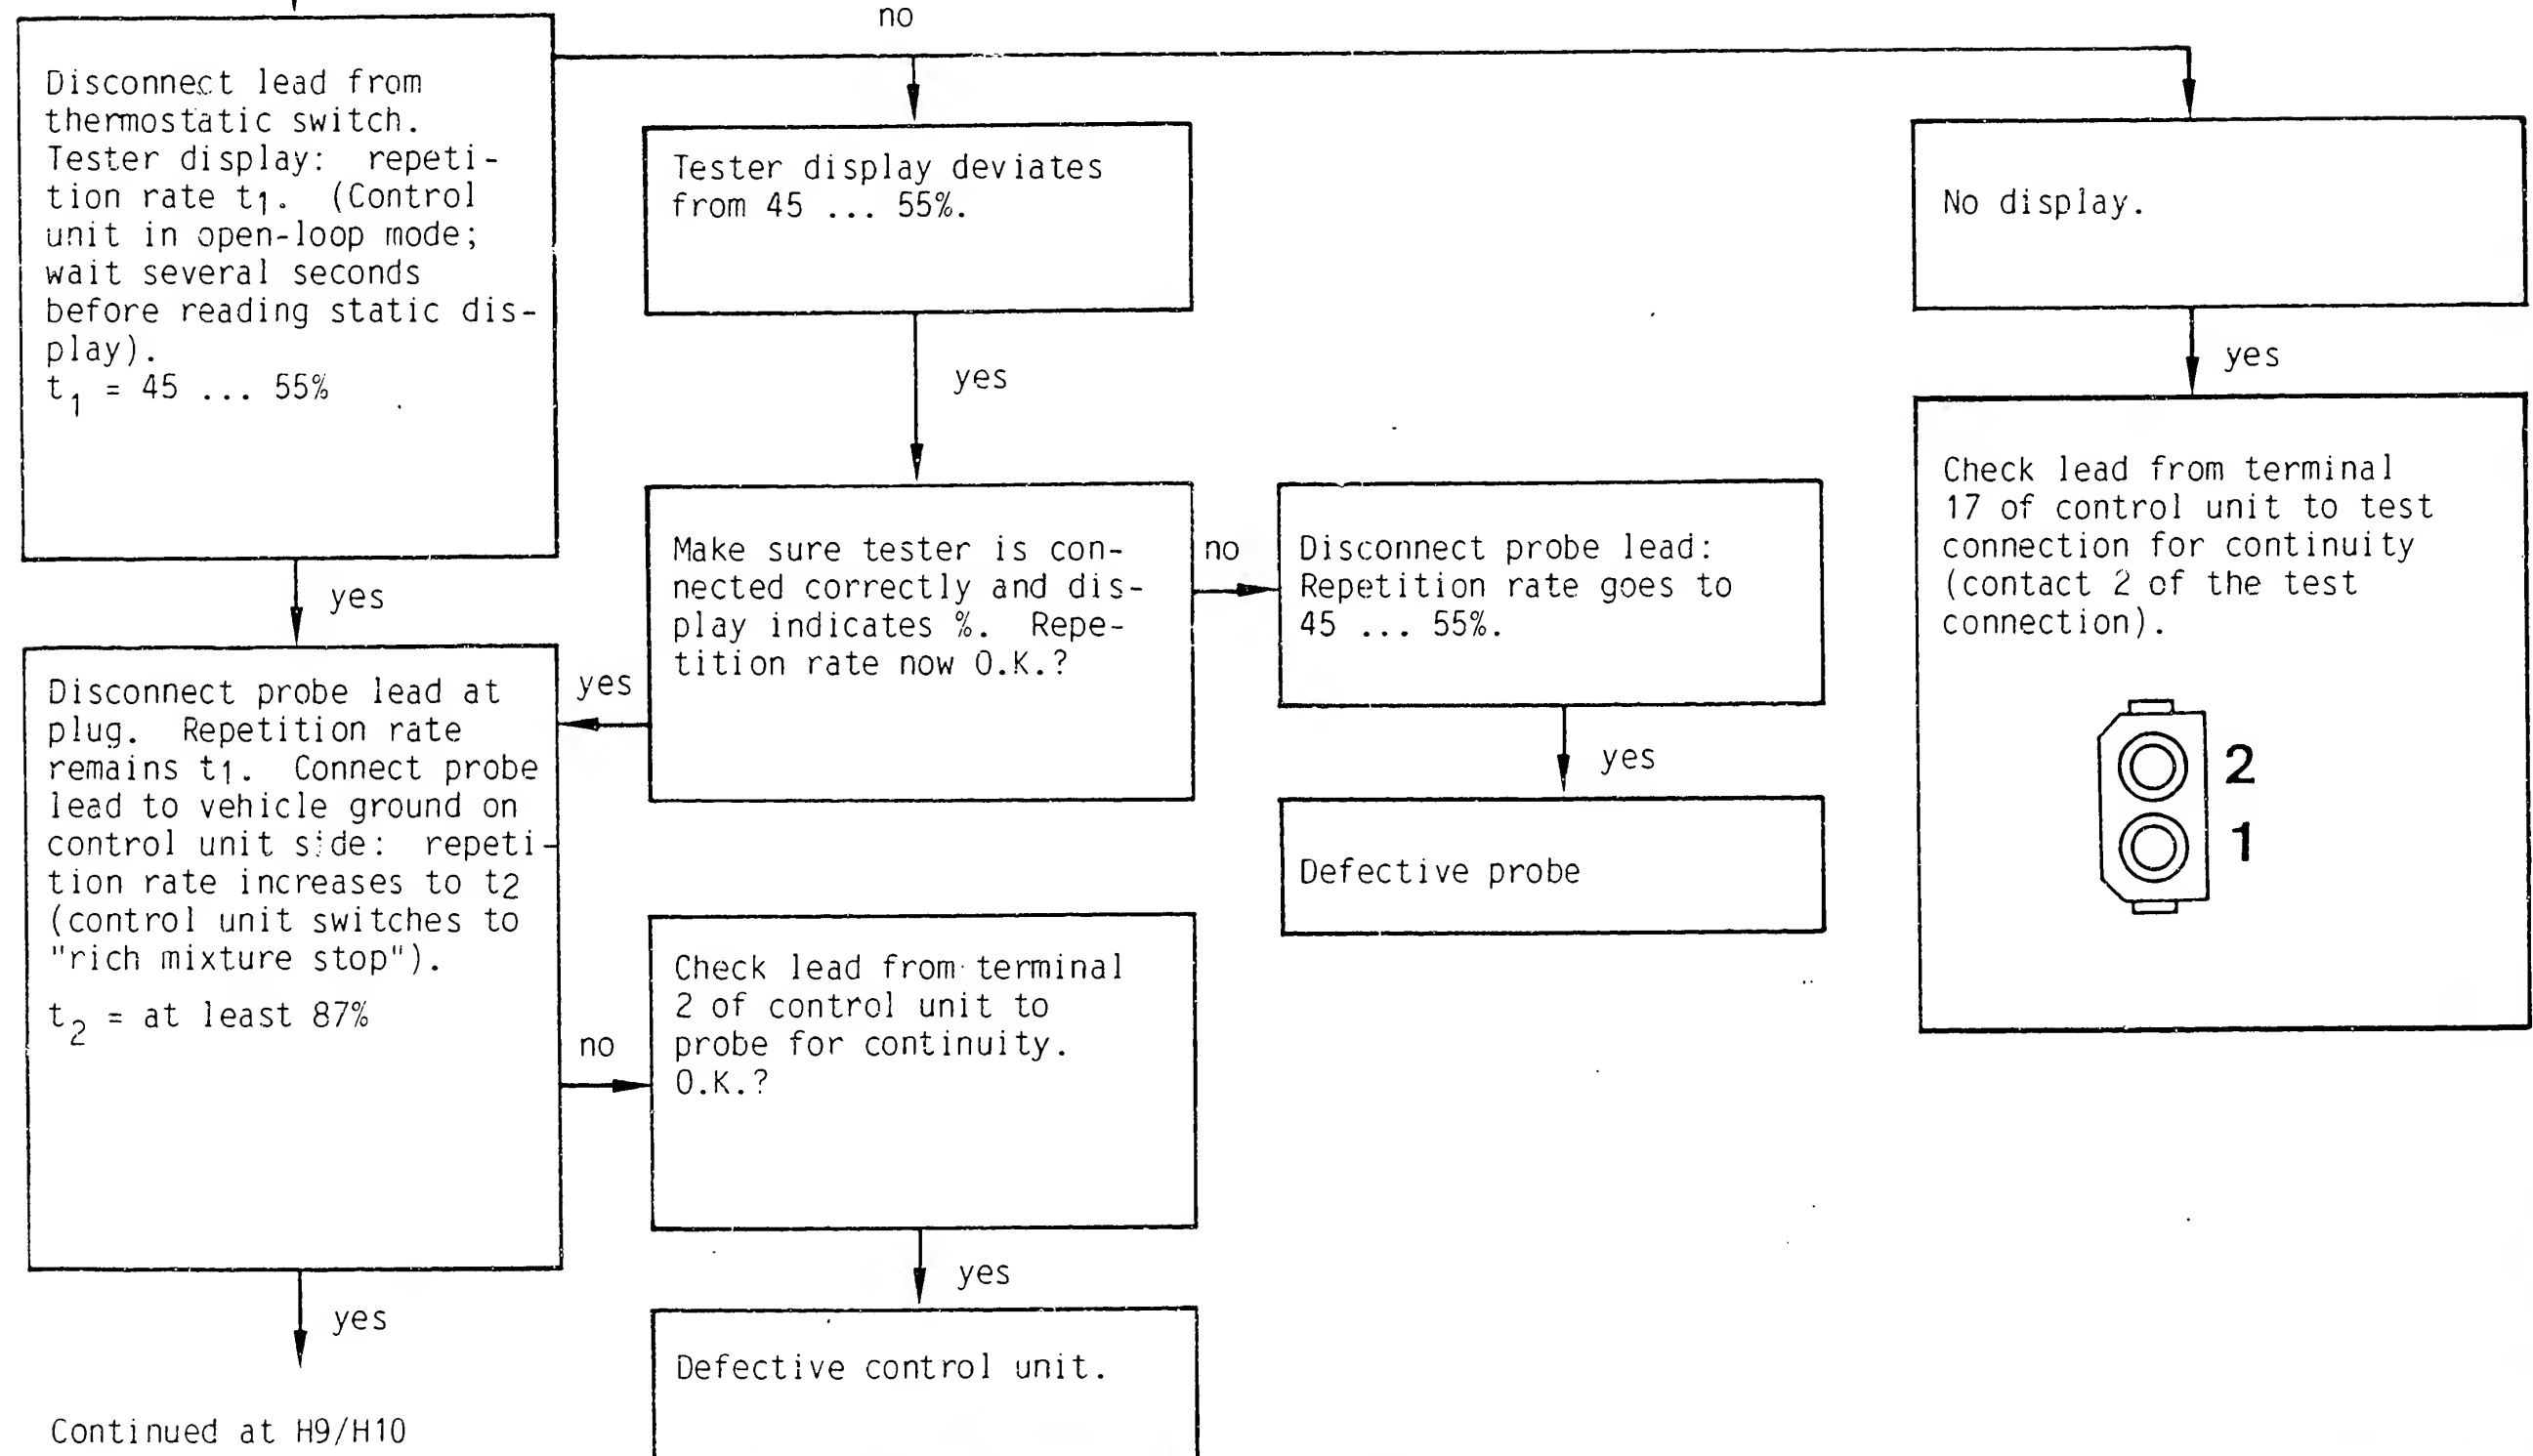 no
Disconnect lead from
thermostatic switch.
Tester display: repeti-
tion rate t1. (Control
unit in open-loop mode;
wait several seconds
before reading static dis-
play).
t1 = 45 ... 55%
Tester display deviates
from 45 ... 55%.
No display.
yes
yes
Check lead from terminal
17 of control unit to test
connection for continuity
(contact 2 of the test
connection).
2
1
Make sure tester is con-
nected correctly and dis-
play indicates %. Repe-
tition rate now O.K.?
no
Disconnect probe lead:
Repetition rate goes to
45 ... 55%.
yes
Defective probe
yes
yes
Disconnect probe lead at
plug. Repetition rate
remains t1. Connect probe
lead to vehicle ground on
control unit side: repeti-
tion rate increases to t2
(control unit switches to
"rich mixture stop").
t2 = at least 87%
no
Check lead from terminal
2 of control unit to
probe for continuity.
O.K.?
yes
Defective control unit.
yes
Continued at H9/H10